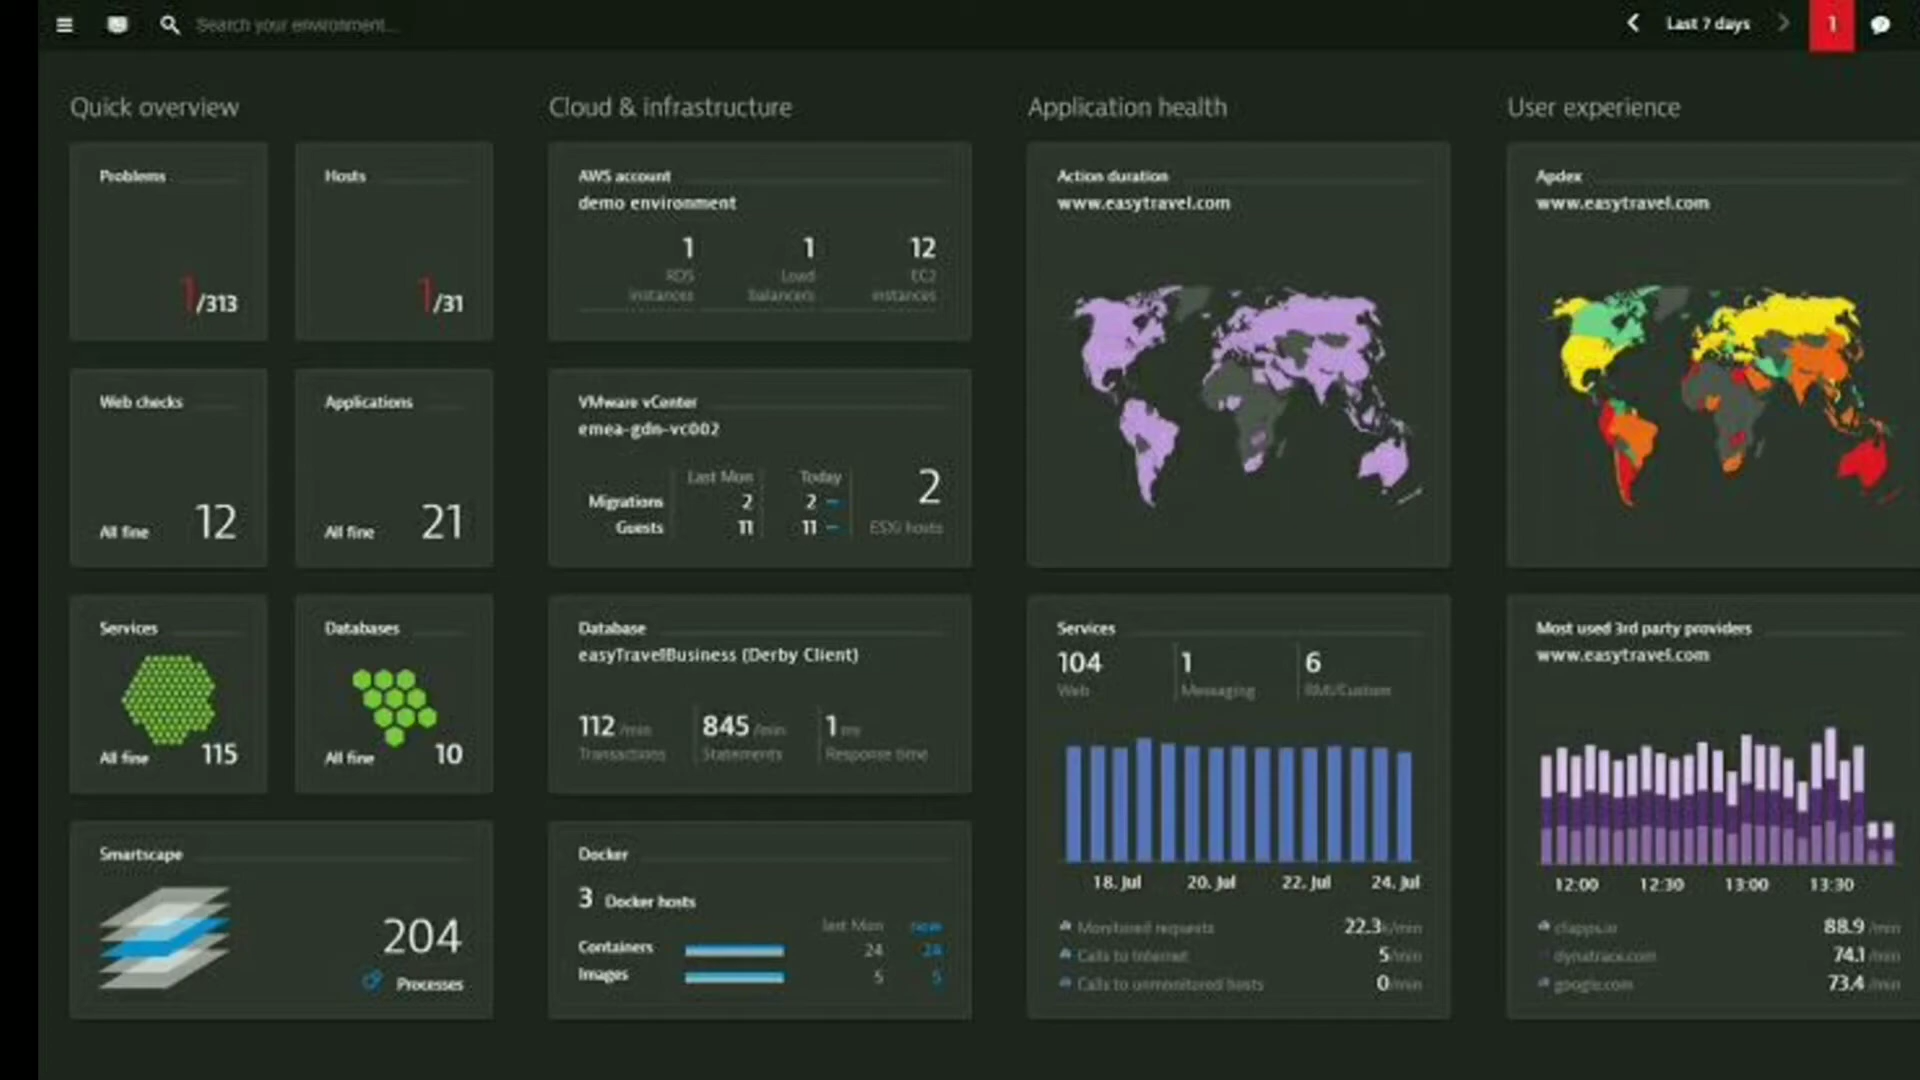 Search your environment...
Last 7 days
1
Quick overview
Cloud & infrastructure
Application health
User experience
Problems
1/313
Hosts
1/31
Web checks
All fine 12
Applications
All fine 21
Services
All fine 115
Databases
All fine 10
Smartscape
204
Processes
AWS account
demo environment
1 1 12
RDS instances
Load balancers
EC2 instances
VMware vCenter
emea-gdn-vc002
Last Mon Today
Migrations 2 2
Guests 11 11
2
ESXi hosts
Database
easyTravelBusiness (Derby Client)
112 /min 845 /min 1 ms
Transactions Statements Response time
Docker
3 Docker hosts
last Mon now
Containers 24 24
Images 5 5
Action duration
www.easytravel.com
Services
104 1 6
Web Messaging RMI/Custom
18. Jul 20. Jul 22. Jul 24. Jul
Monitored requests 22.3k/min
Calls to Internet 5/min
Calls to unmonitored hosts 0/min
Apdex
www.easytravel.com
Most used 3rd party providers
www.easytravel.com
12:00 12:30 13:00 13:30
88.9 /min
dynatrace.com 74.1 /min
google.com 73.4 /min